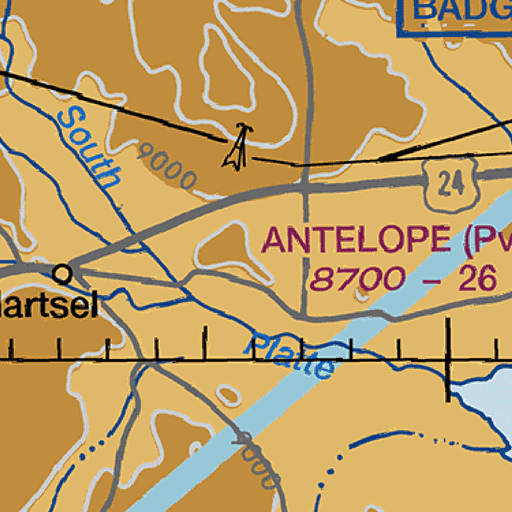 BADG
South
9000
24
ANTELOPE (Pv
8700 - 26
artsel
Platte
9000